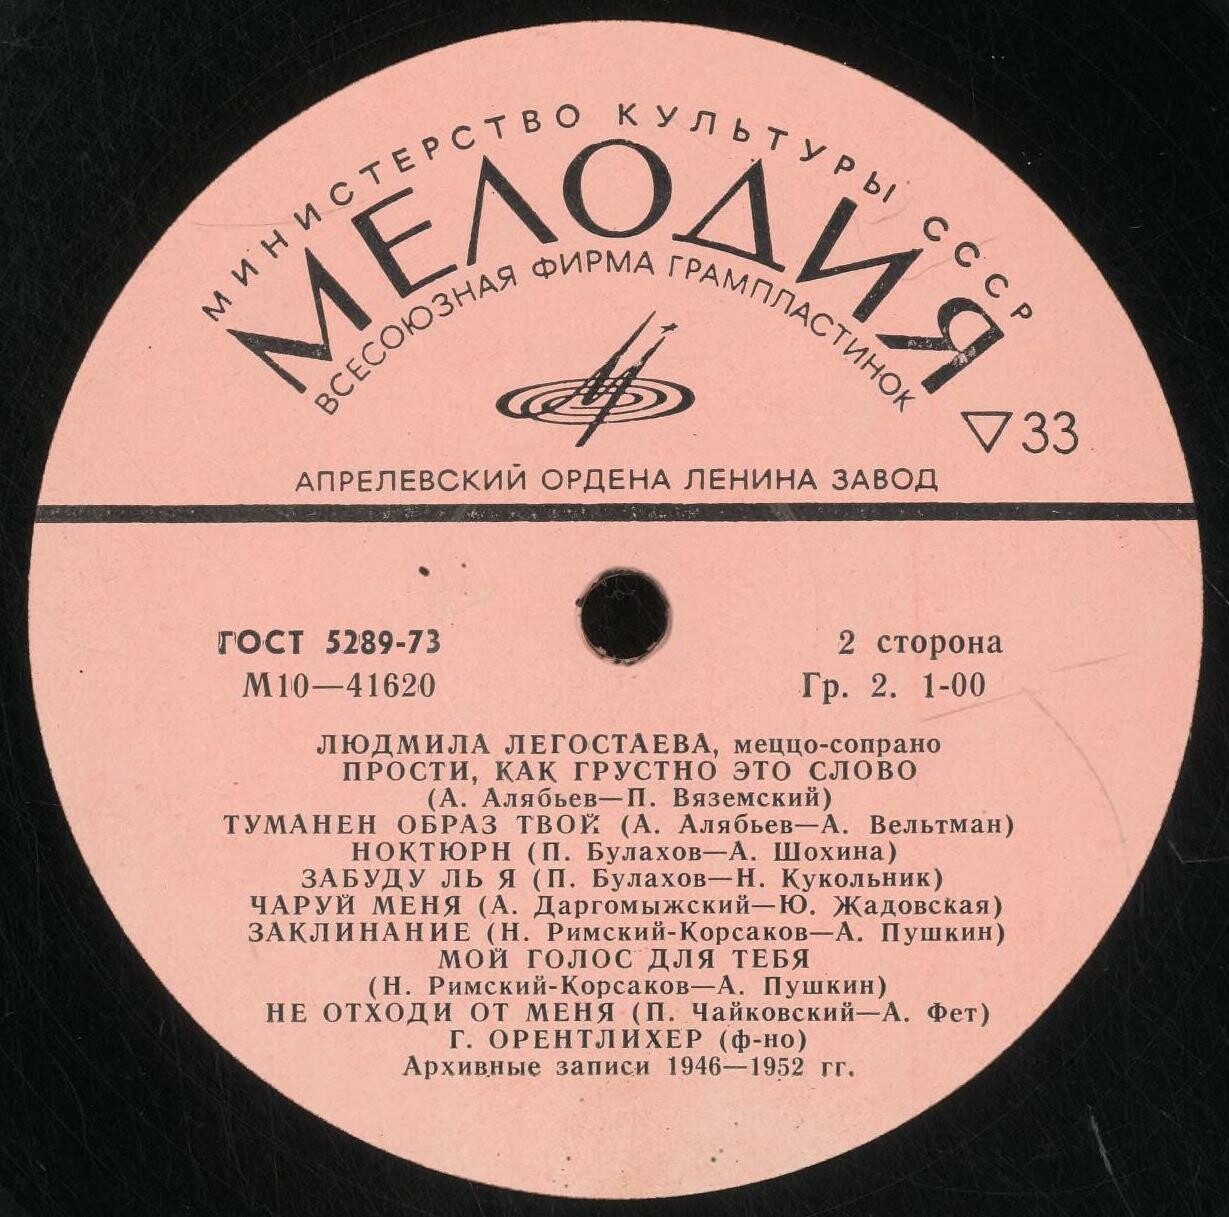 МИНИСТЕРСТВО КУЛЬТУРЫ СССР
МЕЛОДИЯ
ВСЕСОЮЗНАЯ ФИРМА ГРАМПЛАСТИНОК
33
АПРЕЛЕВСКИЙ ОРДЕНА ЛЕНИНА ЗАВОД
ГОСТ 5289-73
2 сторона
М10—41620
Гр. 2. 1-00
ЛЮДМИЛА ЛЕГОСТАЕВА, меццо-сопрано
ПРОСТИ, КАК ГРУСТНО ЭТО СЛОВО
(А. Алябьев—П. Вяземский)
ТУМАНЕН ОБРАЗ ТВОЙ (А. Алябьев—А. Вельтман)
НОКТЮРН (П. Булахов—А. Шохина)
ЗАБУДУ ЛЬ Я (П. Булахов—Н. Кукольник)
ЧАРУЙ МЕНЯ (А. Даргомыжский—Ю. Жадовская)
ЗАКЛИНАНИЕ (Н. Римский-Корсаков—А. Пушкин)
МОЙ ГОЛОС ДЛЯ ТЕБЯ
(Н. Римский-Корсаков—А. Пушкин)
НЕ ОТХОДИ ОТ МЕНЯ (П. Чайковский—А. Фет)
Г. ОРЕНТЛИХЕР (ф-но)
Архивные записи 1946—1952 гг.